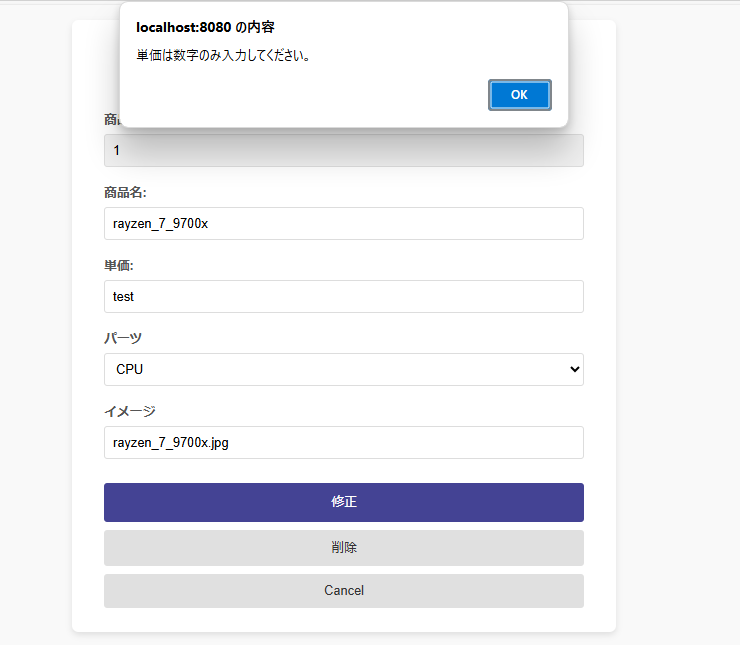 localhost:8080 の内容
単価は数字のみ入力してください。
OK
商
1
商品名:
rayzen_7_9700x
単価:
test
パーツ
CPU
イメージ
rayzen_7_9700x.jpg
修正
削除
Cancel